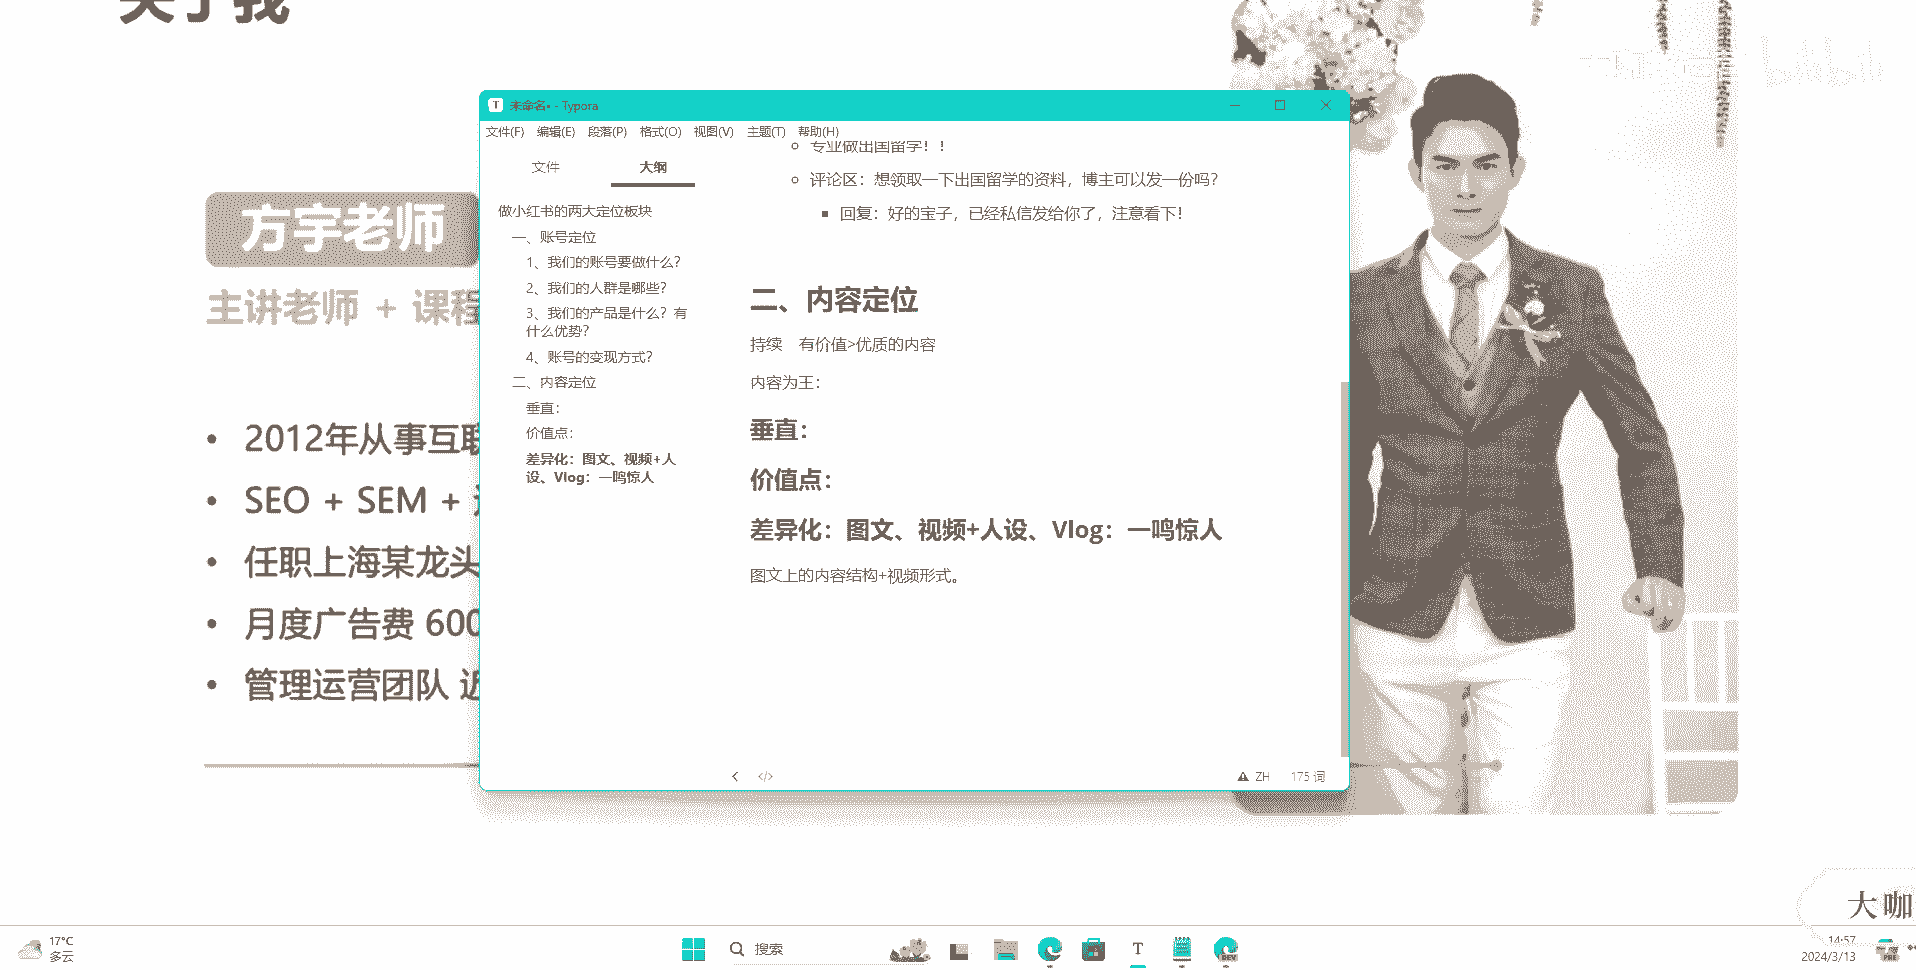 关于我
bilibili
未命名• - Typora
文件(F) 编辑(E) 段落(P) 格式(O) 视图(V) 主题(T) 帮助(H)
文件 大纲
做小红书的两大定位板块
一、账号定位
1、我们的账号要做什么？
2、我们的人群是哪些？
3、我们的产品是什么？有
什么优势？
4、账号的变现方式？
二、内容定位
垂直：
价值点：
差异化：图文、视频+人
设、Vlog：一鸣惊人
专业做出国留学！！
评论区：想领取一下出国留学的资料，博主可以发一份吗？
回复：好的宝子，已经私信发给你了，注意看下！
二、内容定位
持续 有价值>优质的内容
内容为王：
垂直：
价值点：
差异化：图文、视频+人设、Vlog：一鸣惊人
图文上的内容结构+视频形式。
ZH 175 词
方宇老师
主讲老师 + 课程
• 2012年从事互联
• SEO + SEM +
• 任职上海某龙头
• 月度广告费 600
• 管理运营团队 近
大咖
17°C
多云
搜索
T
DEV
14:57
2024/3/13
PRE